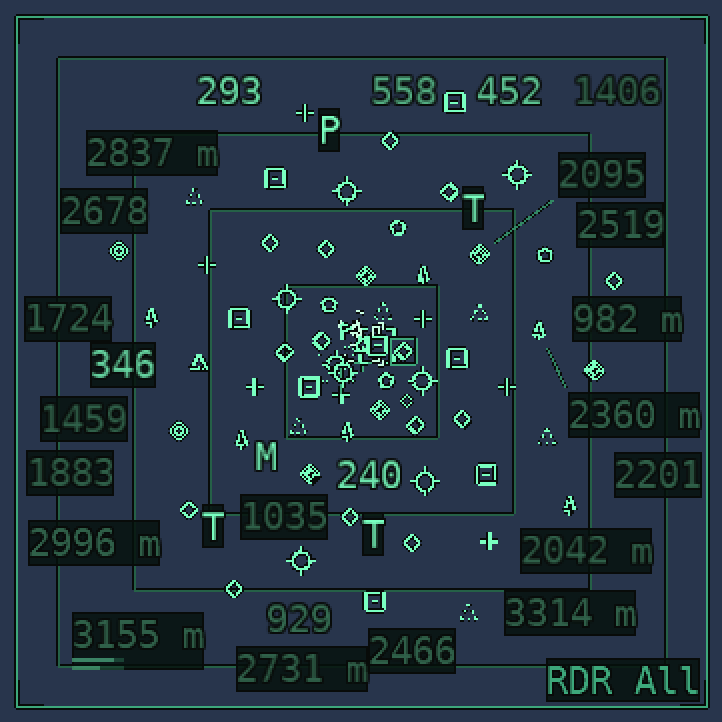 293 558 452 1406
P
2837 m 2095
2678 T 2519
1724 982 m
346
1459 2360 m
1883 M 240 2201
T 1035 T
2996 m 2042 m
929 3314 m
3155 m 2466
2731 m RDR All